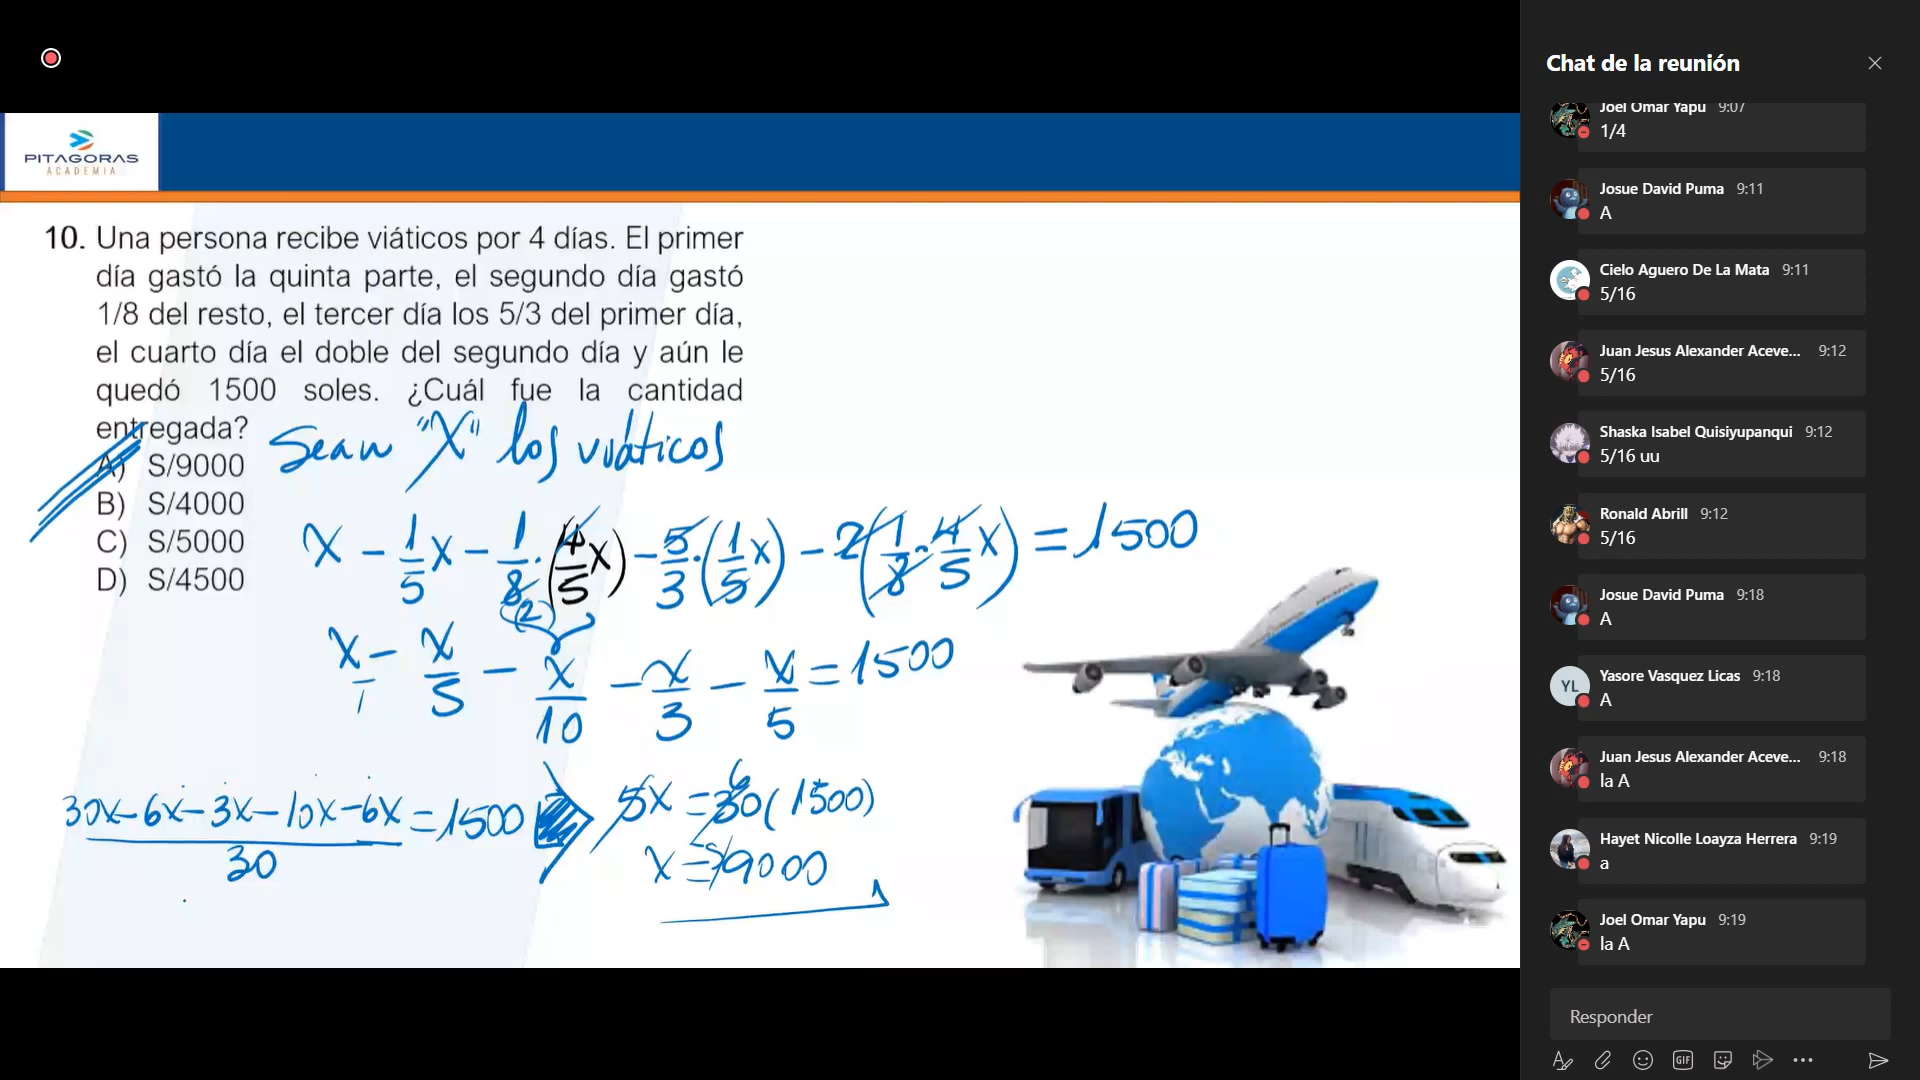 PITAGORAS
ACADEMIA
10. Una persona recibe viáticos por 4 días. El primer
día gastó la quinta parte, el segundo día gastó
1/8 del resto, el tercer día los 5/3 del primer día,
el cuarto día el doble del segundo día y aún le
quedó 1500 soles. ¿Cuál fue la cantidad
entregada?
Sean "X" los viáticos
A) S/9000
B) S/4000
C) S/5000
D) S/4500
x - 1/5 x - 1/8 · (4/5 x) - 5/3 · (1/5 x) - 2(1/8 · 4/5 x) = 1500
(2)
x/1 - x/5 - x/10 - x/3 - x/5 = 1500
30x - 6x - 3x - 10x - 6x / 30 = 1500
5x = 30(1500)
6
x = S/9000
Chat de la reunión
Joel Omar Yapu 9:07
1/4
Josue David Puma 9:11
A
Cielo Aguero De La Mata 9:11
5/16
Juan Jesus Alexander Aceve... 9:12
5/16
Shaska Isabel Quisiyupanqui 9:12
5/16 uu
Ronald Abrill 9:12
5/16
Josue David Puma 9:18
A
YL
Yasore Vasquez Licas 9:18
A
Juan Jesus Alexander Aceve... 9:18
la A
Hayet Nicolle Loayza Herrera 9:19
a
Joel Omar Yapu 9:19
la A
Responder
GIF